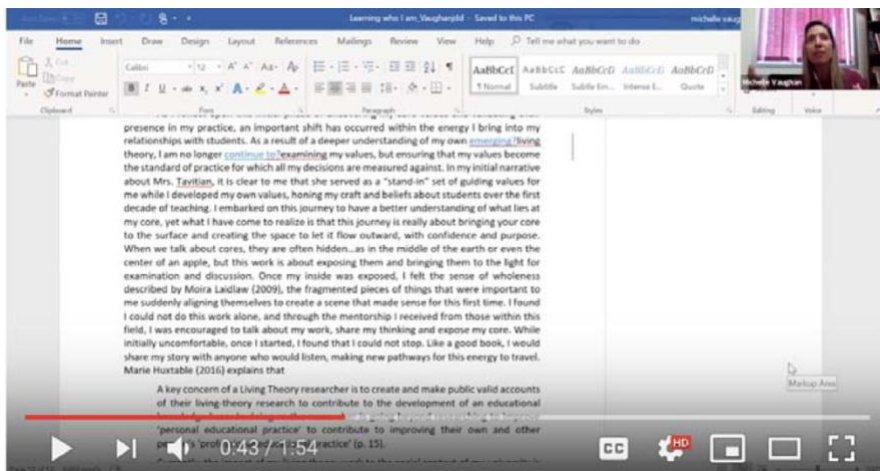 Learning who I am_Vaughanjdd - Saved to this PC
michelle vaug
File Home Insert Draw Design Layout References Mailings Review View Help Tell me what you want to do
Cut
Calibri 12
AaBbCcI AaBbCcC AaBbCcD AaBbCcD AaBbCcD
Paste Copy
Format Painter
B I U
1 Normal Subtitle Subtle Em... Intense E... Quote
Michelle Vaughan
Clipboard Font Paragraph Styles Editing Voice
presence in my practice, an important shift has occurred within the energy I bring into my
relationships with students. As a result of a deeper understanding of my own emerging?living
theory, I am no longer continue to?examining my values, but ensuring that my values become
the standard of practice for which all my decisions are measured against. In my initial narrative
about Mrs. Tavitian, it is clear to me that she served as a "stand-in" set of guiding values for
me while I developed my own values, honing my craft and beliefs about students over the first
decade of teaching. I embarked on this journey to have a better understanding of what lies at
my core, yet what I have come to realize is that this journey is really about bringing your core
to the surface and creating the space to let it flow outward, with confidence and purpose.
When we talk about cores, they are often hidden...as in the middle of the earth or even the
center of an apple, but this work is about exposing them and bringing them to the light for
examination and discussion. Once my inside was exposed, I felt the sense of wholeness
described by Moira Laidlaw (2009), the fragmented pieces of things that were important to
me suddenly aligning themselves to create a scene that made sense for this first time. I found
I could not do this work alone, and through the mentorship I received from those within this
field, I was encouraged to talk about my work, share my thinking and expose my core. While
initially uncomfortable, once I started, I found that I could not stop. Like a good book, I would
share my story with anyone who would listen, making new pathways for this energy to travel.
Marie Huxtable (2016) explains that
Markup Area
A key concern of a Living Theory researcher is to create and make public valid accounts
of their living-theory research to contribute to the development of an educational
'personal educational practice' to contribute to improving their own and other
practice' (p. 15).
0:43 / 1:54
CC HD